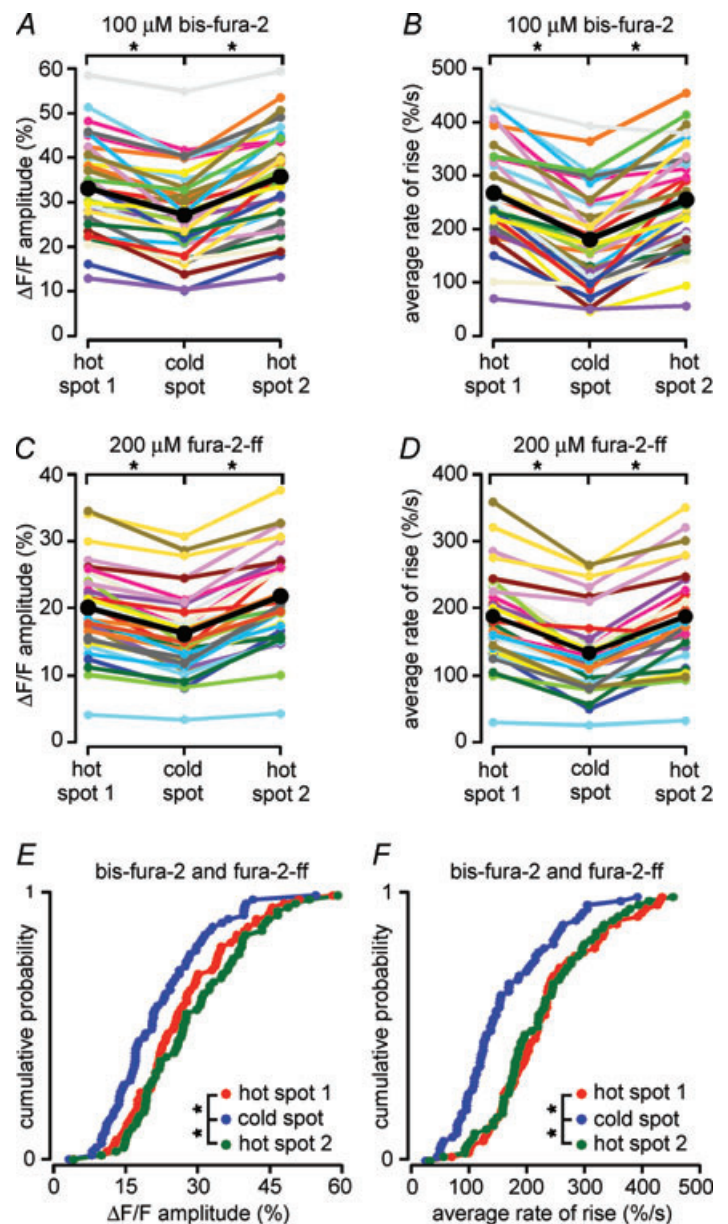 A
100 μM bis-fura-2
* *
ΔF/F amplitude (%)
60
50
40
30
20
10
0
hot spot 1
cold spot
hot spot 2
B
100 μM bis-fura-2
* *
average rate of rise (%/s)
500
400
300
200
100
0
hot spot 1
cold spot
hot spot 2
C
200 μM fura-2-ff
* *
ΔF/F amplitude (%)
40
30
20
10
0
hot spot 1
cold spot
hot spot 2
D
200 μM fura-2-ff
* *
average rate of rise (%/s)
400
300
200
100
0
hot spot 1
cold spot
hot spot 2
E
bis-fura-2 and fura-2-ff
cumulative probability
1
0
hot spot 1
* cold spot
* hot spot 2
0 15 30 45 60
ΔF/F amplitude (%)
F
bis-fura-2 and fura-2-ff
cumulative probability
1
0
hot spot 1
* cold spot
* hot spot 2
0 100 200 300 400 500
average rate of rise (%/s)